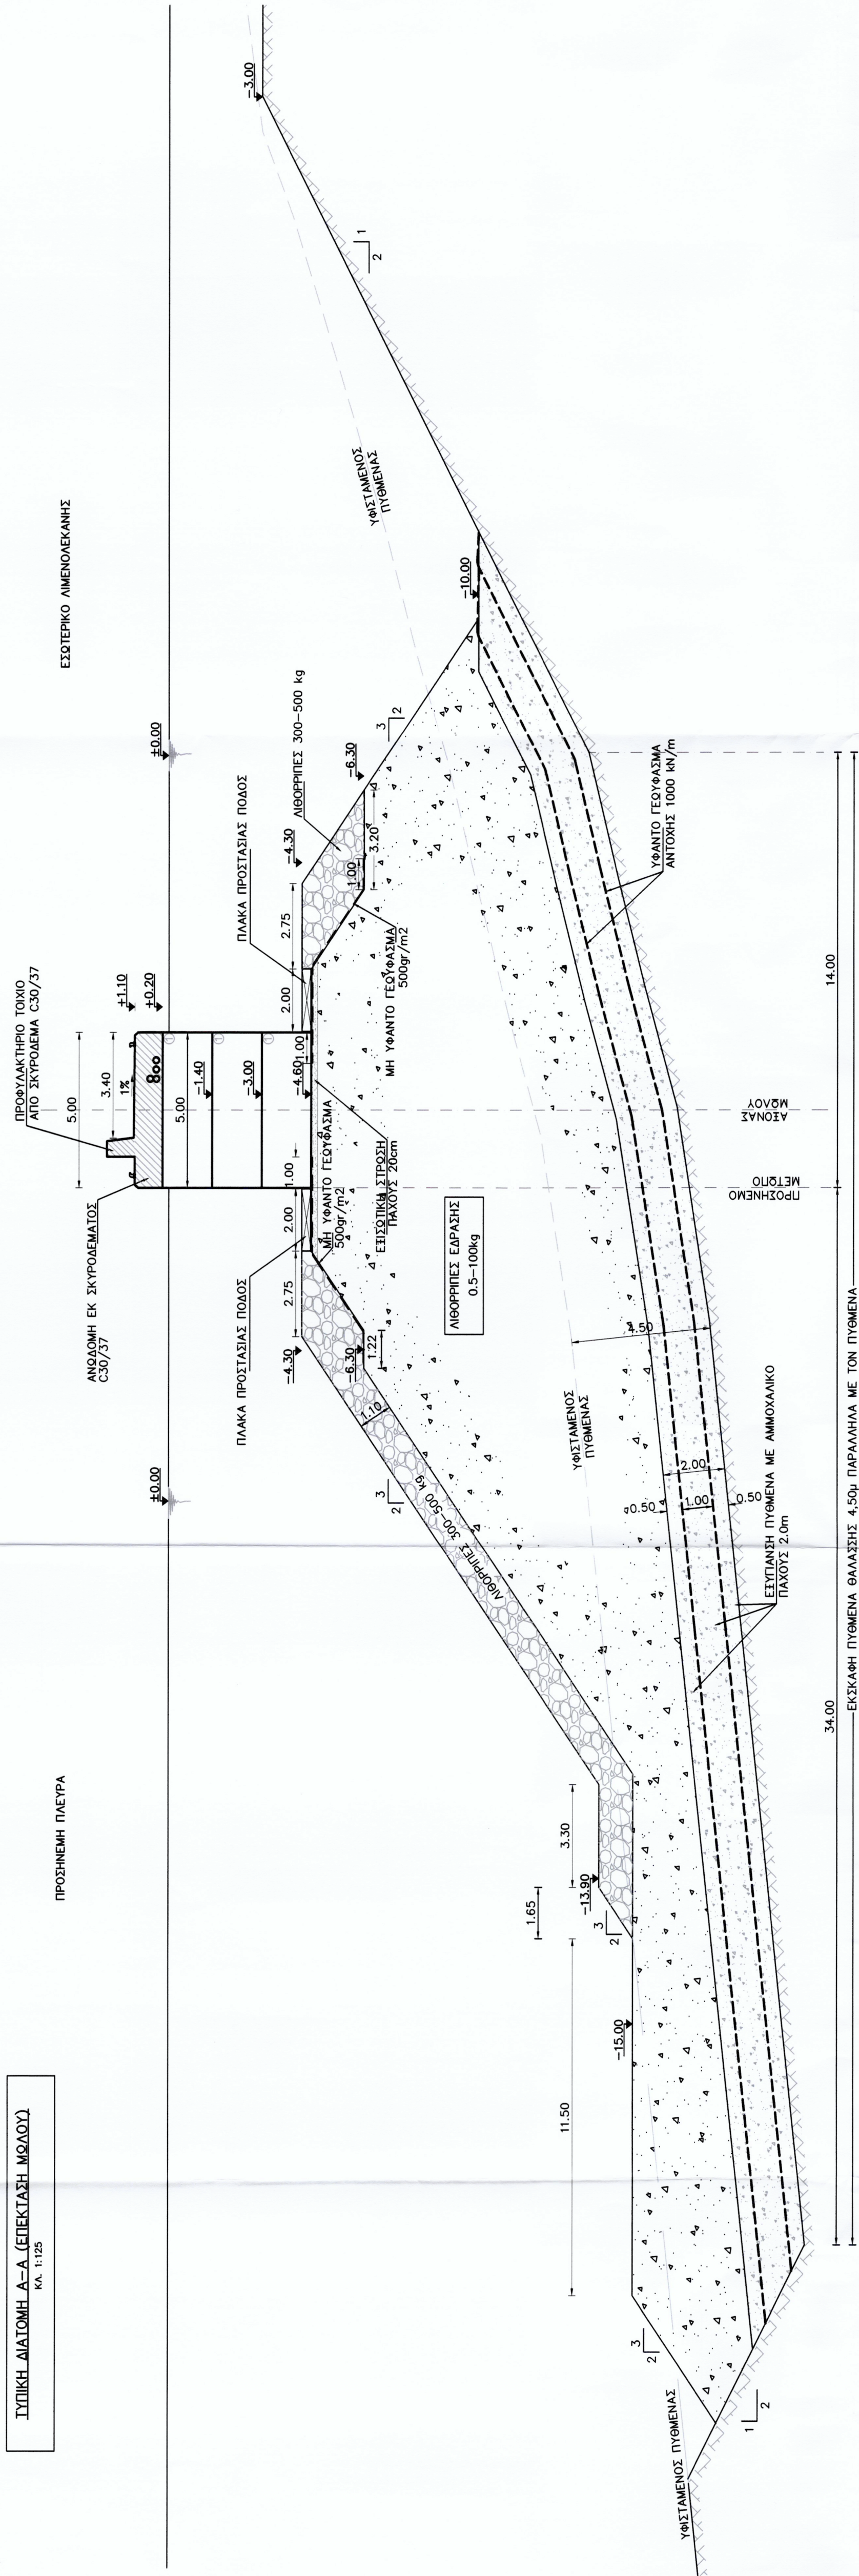 ΤΥΠΙΚΗ ΔΙΑΤΟΜΗ Α-Α (ΕΠΕΚΤΑΣΗ ΜΩΛΟΥ)
ΚΛ. 1:125
ΠΡΟΣΗΝΕΜΗ ΠΛΕΥΡΑ
ΕΣΩΤΕΡΙΚΟ ΛΙΜΕΝΟΛΕΚΑΝΗΣ
ΠΡΟΦΥΛΑΚΤΗΡΙΟ ΤΟΙΧΙΟ
ΑΠΟ ΣΚΥΡΟΔΕΜΑ C30/37
ΑΝΩΔΟΜΗ ΕΚ ΣΚΥΡΟΔΕΜΑΤΟΣ
C30/37
5.00
3.40
1%
+1.10
+0.20
5.00
-1.40
-3.00
-4.60
1.00
1.00
±0.00
±0.00
-3.00
1
2
ΠΛΑΚΑ ΠΡΟΣΤΑΣΙΑΣ ΠΟΔΟΣ
ΠΛΑΚΑ ΠΡΟΣΤΑΣΙΑΣ ΠΟΔΟΣ
ΛΙΘΟΡΡΙΠΕΣ 300-500 kg
2.75
2.00
2.00
2.75
-4.30
-4.30
-6.30
-6.30
1.22
1.10
1.00
3.20
3
2
3
2
ΜΗ ΥΦΑΝΤΟ ΓΕΩΥΦΑΣΜΑ
500gr/m2
ΜΗ ΥΦΑΝΤΟ ΓΕΩΥΦΑΣΜΑ
500gr/m2
ΕΞΙΣΩΤΙΚΗ ΣΤΡΩΣΗ
ΠΑΧΟΥΣ 20cm
ΛΙΘΟΡΡΙΠΕΣ ΕΔΡΑΣΗΣ
0.5-100kg
ΛΙΘΟΡΡΙΠΕΣ 300-500 kg
ΥΦΙΣΤΑΜΕΝΟΣ
ΠΥΘΜΕΝΑΣ
-10.00
ΥΦΙΣΤΑΜΕΝΟΣ
ΠΥΘΜΕΝΑΣ
4.50
2.00
0.50
1.00
0.50
1.65
3.30
-13.90
3
2
11.50
-15.00
3
2
1
2
ΥΦΙΣΤΑΜΕΝΟΣ ΠΥΘΜΕΝΑΣ
ΥΦΑΝΤΟ ΓΕΩΥΦΑΣΜΑ
ΑΝΤΟΧΗΣ 1000 kN/m
ΕΞΥΓΙΑΝΣΗ ΠΥΘΜΕΝΑ ΜΕ ΑΜΜΟΧΑΛΙΚΟ
ΠΑΧΟΥΣ 2.0m
ΠΡΟΣΗΝΕΜΟ
ΜΕΤΩΠΟ
ΑΞΟΝΑΣ
ΜΩΛΟΥ
34.00
14.00
ΕΚΣΚΑΦΗ ΠΥΘΜΕΝΑ ΘΑΛΑΣΣΗΣ 4,50μ ΠΑΡΑΛΛΗΛΑ ΜΕ ΤΟΝ ΠΥΘΜΕΝΑ